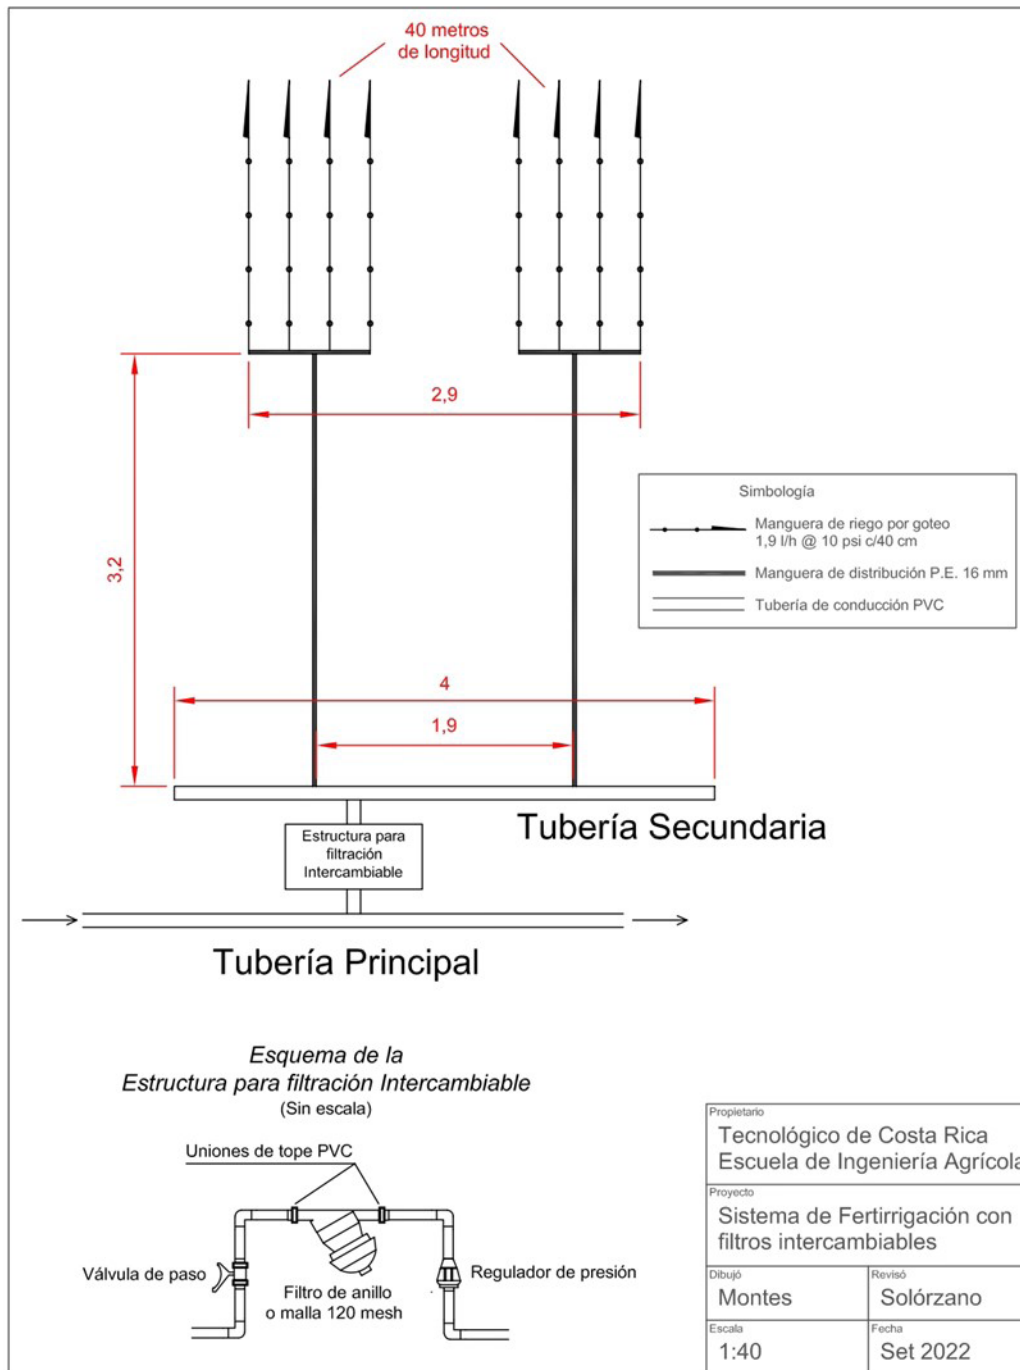 40 metros
de longitud
2,9
3,2
Simbología
Manguera de riego por goteo
1,9 l/h @ 10 psi c/40 cm
Manguera de distribución P.E. 16 mm
Tubería de conducción PVC
4
1,9
Tubería Secundaria
Estructura para
filtración
Intercambiable
Tubería Principal
Esquema de la
Estructura para filtración Intercambiable
(Sin escala)
Uniones de tope PVC
Válvula de paso
Filtro de anillo
o malla 120 mesh
Regulador de presión
Propietario
Tecnológico de Costa Rica
Escuela de Ingeniería Agrícola
Proyecto
Sistema de Fertirrigación con
filtros intercambiables
Dibujó
Montes
Revisó
Solórzano
Escala
1:40
Fecha
Set 2022